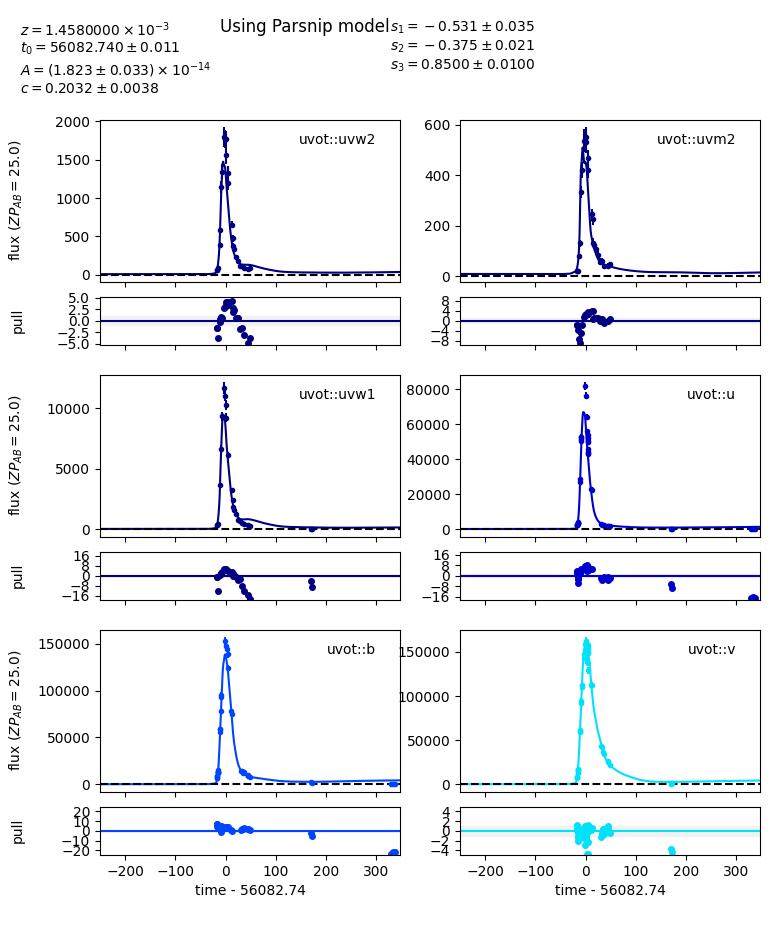 Using Parsnip model
z = 1.4580000 × 10⁻³
t₀ = 56082.740 ± 0.011
A = (1.823 ± 0.033) × 10⁻¹⁴
c = 0.2032 ± 0.0038
s₁ = −0.531 ± 0.035
s₂ = −0.375 ± 0.021
s₃ = 0.8500 ± 0.0100
flux (ZP_AB = 25.0)
2000
1500
1000
500
0
uvot::uvw2
600
400
200
0
uvot::uvm2
pull
5.0
2.5
0.0
−2.5
−5.0
8
4
0
−4
−8
flux (ZP_AB = 25.0)
10000
5000
0
uvot::uvw1
80000
60000
40000
20000
0
uvot::u
pull
16
8
0
−8
−16
16
8
0
−8
−16
flux (ZP_AB = 25.0)
150000
100000
50000
0
uvot::b
150000
100000
50000
0
uvot::v
pull
20
10
0
−10
−20
4
2
0
−2
−4
−200 −100 0 100 200 300
time - 56082.74
−200 −100 0 100 200 300
time - 56082.74